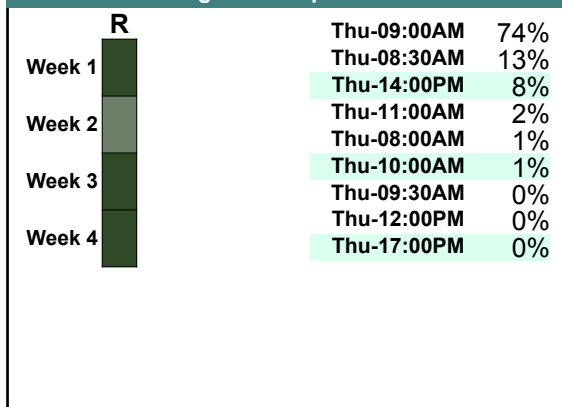 R
Week 1
Week 2
Week 3
Week 4
Thu-09:00AM 74%
Thu-08:30AM 13%
Thu-14:00PM 8%
Thu-11:00AM 2%
Thu-08:00AM 1%
Thu-10:00AM 1%
Thu-09:30AM 0%
Thu-12:00PM 0%
Thu-17:00PM 0%